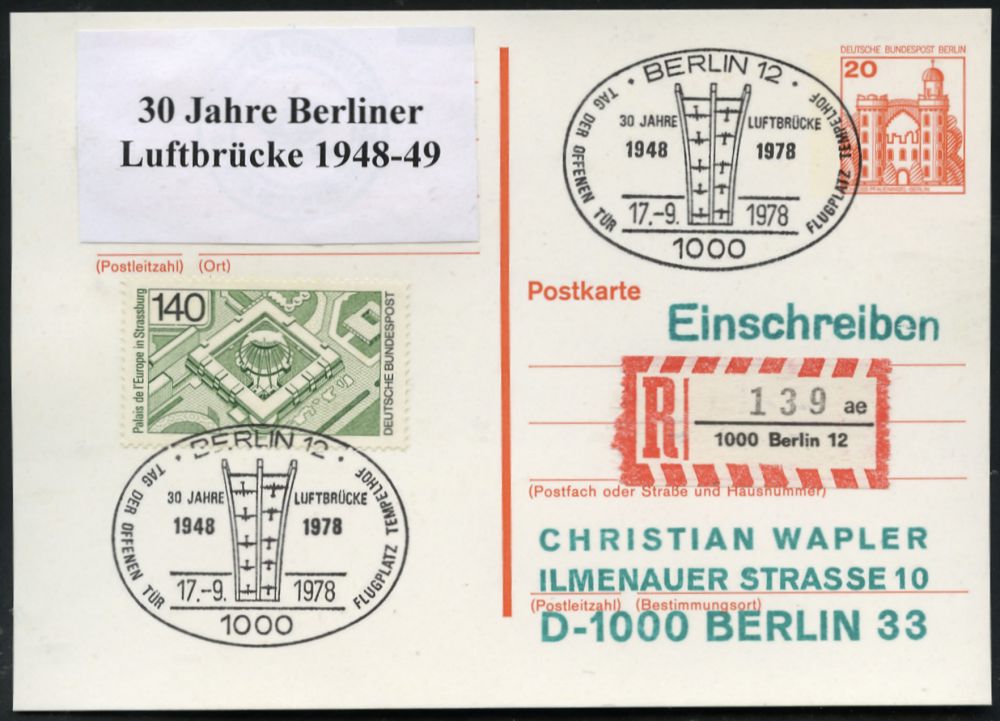 30 Jahre Berliner
Luftbrücke 1948-49
(Postleitzahl) (Ort)
140
Palais de l'Europe in Strassburg
DEUTSCHE BUNDESPOST
BERLIN 12
TAG DER OFFENEN TÜR
FLUGPLATZ TEMPELHOF
30 JAHRE LUFTBRÜCKE
1948 1978
17.-9. 1978
1000
DEUTSCHE BUNDESPOST BERLIN
20
PFAUENINSEL BERLIN
BERLIN 12
TAG DER OFFENEN TÜR
FLUGPLATZ TEMPELHOF
30 JAHRE LUFTBRÜCKE
1948 1978
17.-9. 1978
1000
Postkarte
Einschreiben
R
139 ae
1000 Berlin 12
(Postfach oder Straße und Hausnummer)
CHRISTIAN WAPLER
ILMENAUER STRASSE 10
(Postleitzahl) (Bestimmungsort)
D-1000 BERLIN 33